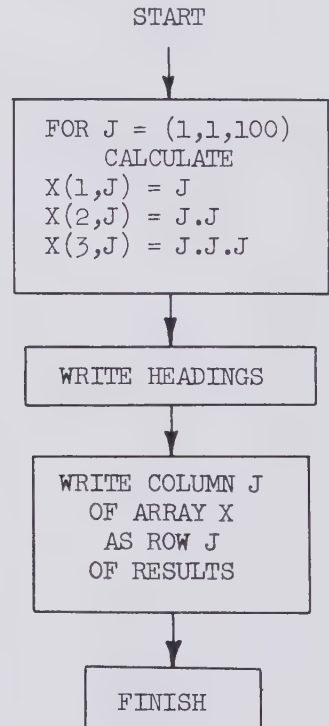 START
FOR J = (1,1,100)
CALCULATE
X(1,J) = J
X(2,J) = J.J
X(3,J) = J.J.J
WRITE HEADINGS
WRITE COLUMN J
OF ARRAY X
AS ROW J
OF RESULTS
FINISH